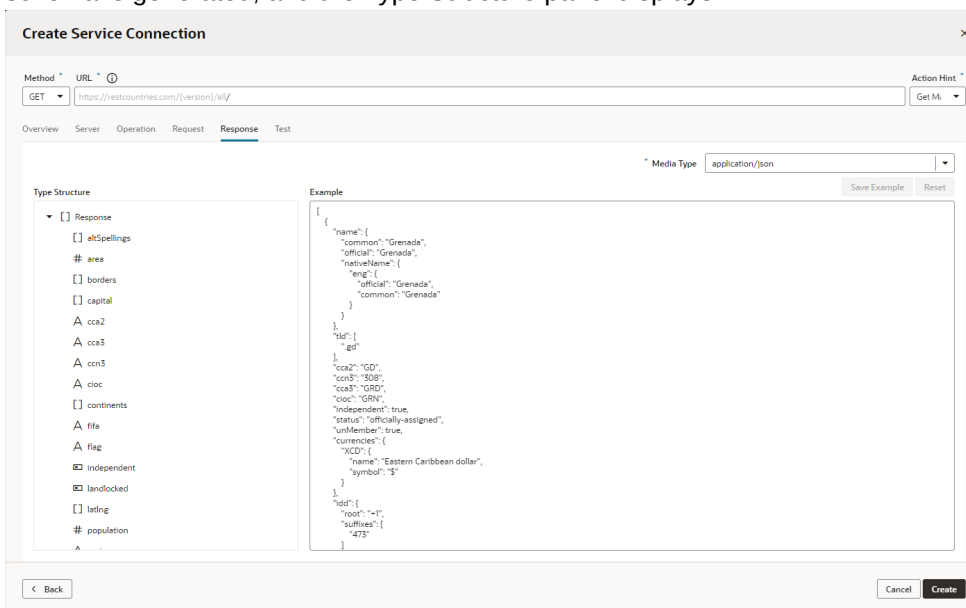 Create Service Connection
Method * URL *
Action Hint *
GET
https://restcountries.com/{version}/all/
Overview Server Operation Request Response Test
* Media Type application/json
Type Structure
Example
Save Example Reset
[ ] Response
[ ] altSpellings
# area
[ ] borders
[ ] capital
A cca2
A cca3
A ccn3
A cioc
[ ] continents
A fifa
A flag
independent
landlocked
[ ] latlng
# population
[
{
"name": {
"common": "Grenada",
"official": "Grenada",
"nativeName": {
"eng": {
"official": "Grenada",
"common": "Grenada"
}
}
},
"tld": [
".gd"
],
"cca2": "GD",
"ccn3": "308",
"cca3": "GRD",
"cioc": "GRN",
"independent": true,
"status": "officially-assigned",
"unMember": true,
"currencies": {
"XCD": {
"name": "Eastern Caribbean dollar",
"symbol": "$"
}
},
"idd": {
"root": "+1",
"suffixes": [
"473"
]
Back
Cancel Create